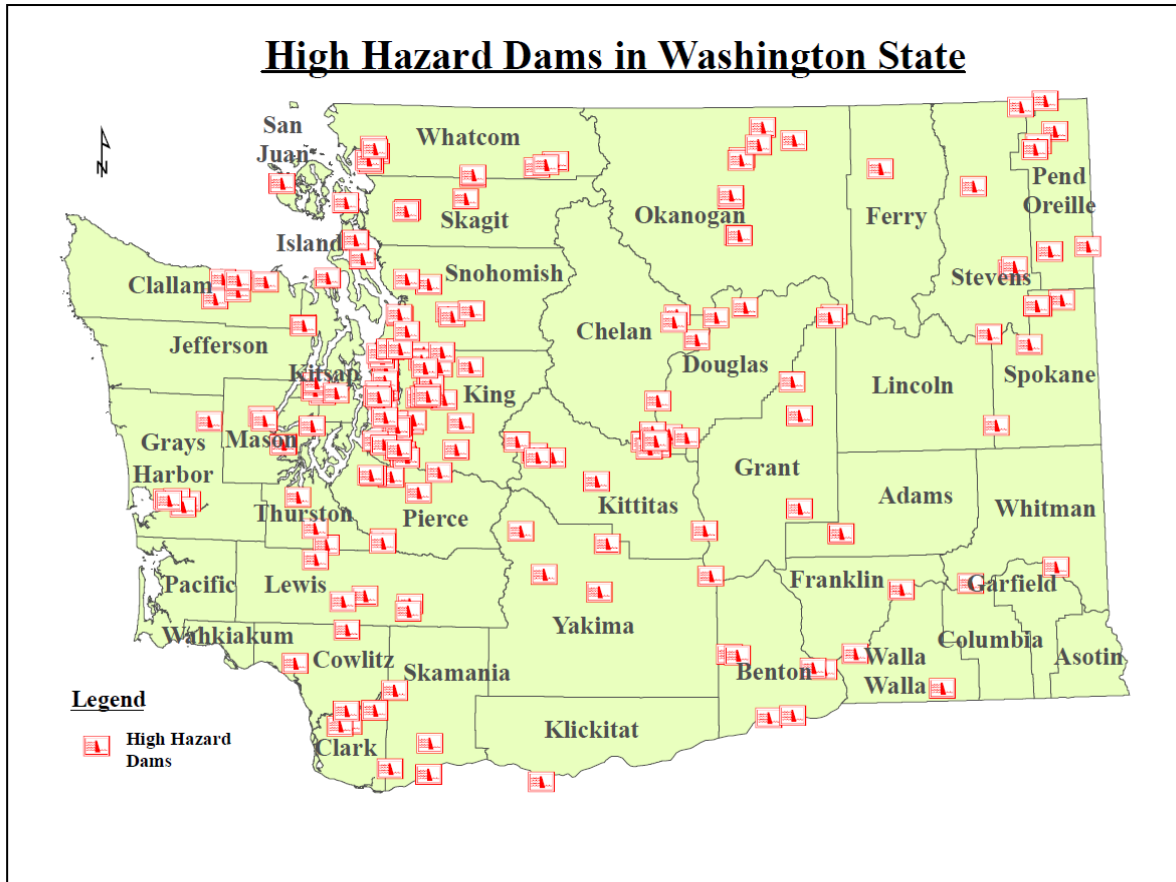 High Hazard Dams in Washington State
N
San
Juan
Whatcom
Skagit
Island
Okanogan
Ferry
Pend
Oreille
Stevens
Clallam
Snohomish
Jefferson
Chelan
Douglas
Kitsap
King
Lincoln
Spokane
Grays
Harbor
Mason
Grant
Kittitas
Adams
Whitman
Thurston
Pierce
Pacific
Lewis
Franklin
Garfield
Yakima
Wahkiakum
Cowlitz
Skamania
Benton
Walla
Walla
Columbia
Asotin
Klickitat
Clark
Legend
High Hazard
Dams